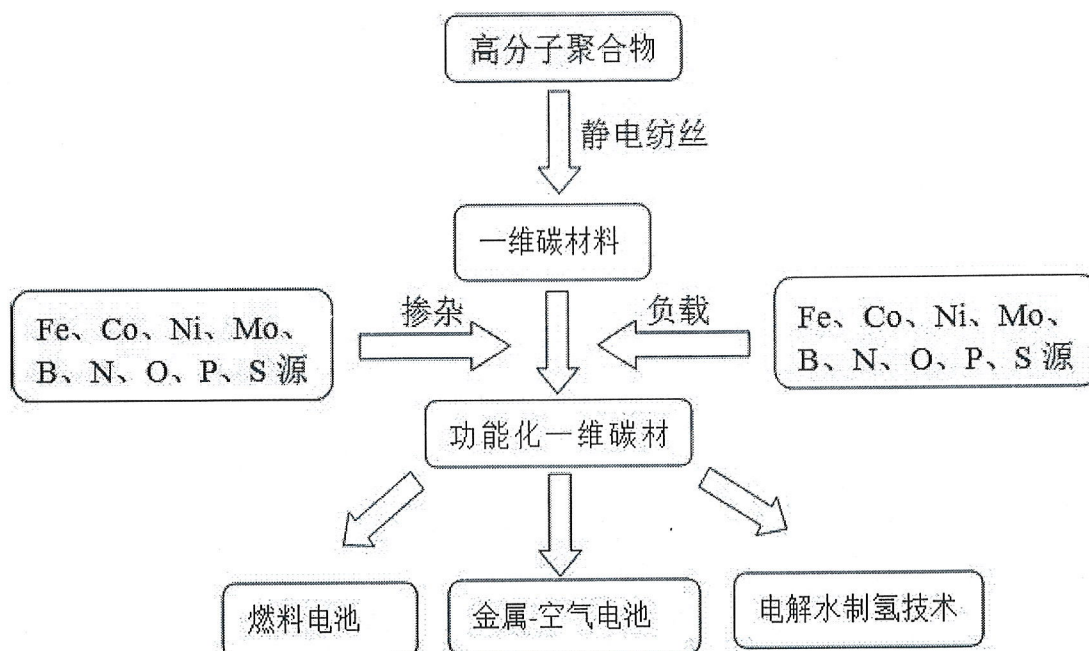 高分子聚合物
静电纺丝
一维碳材料
Fe、Co、Ni、Mo、
B、N、O、P、S 源
掺杂
负载
Fe、Co、Ni、Mo、
B、N、O、P、S 源
功能化一维碳材
燃料电池
金属-空气电池
电解水制氢技术